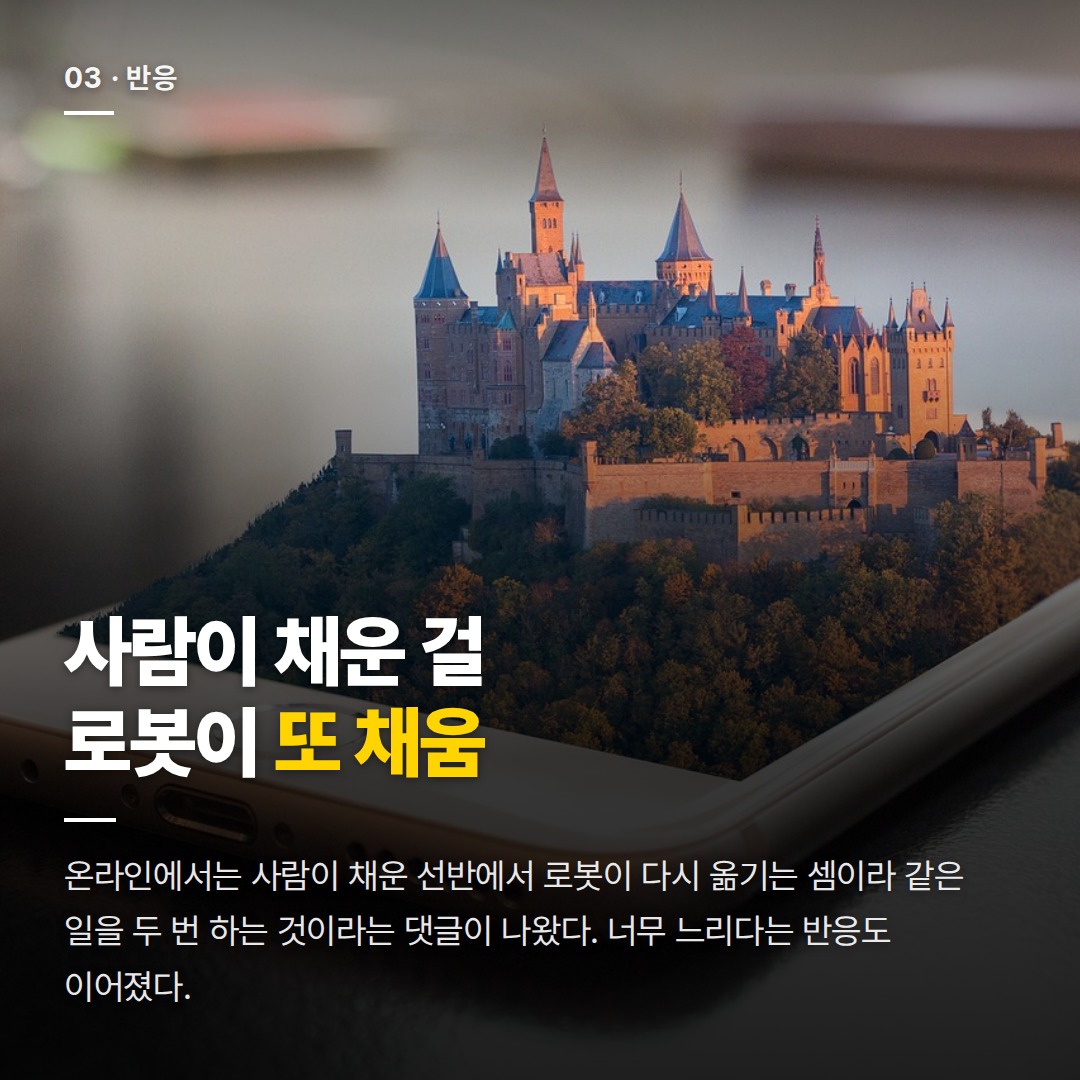 03 · 반응
사람이 채운 걸
로봇이 또 채움
온라인에서는 사람이 채운 선반에서 로봇이 다시 옮기는 셈이라 같은
일을 두 번 하는 것이라는 댓글이 나왔다. 너무 느리다는 반응도
이어졌다.